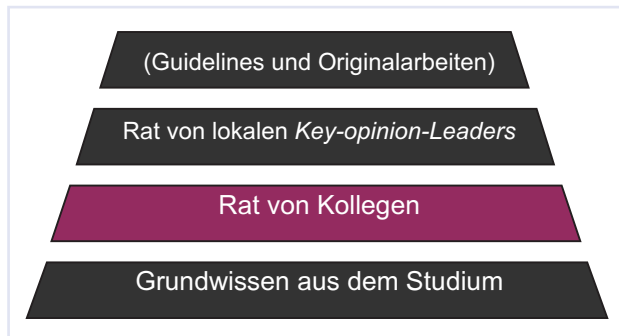 (Guidelines und Originalarbeiten)
Rat von lokalen Key-opinion-Leaders
Rat von Kollegen
Grundwissen aus dem Studium